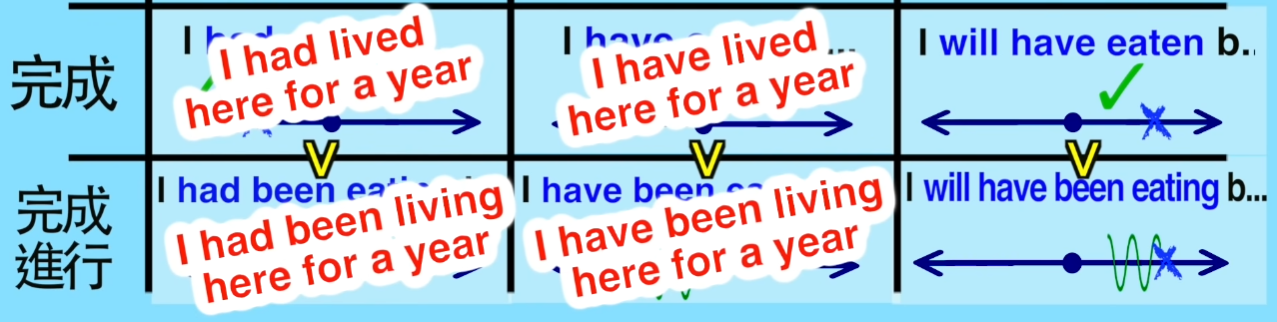 完成
I had
I had lived
here for a year
I have
...
I have lived
here for a year
I will have eaten b..
V
V
V
完成
進行
I had been
I had been living
here for a year
I have been
I have been living
here for a year
I will have been eating b...